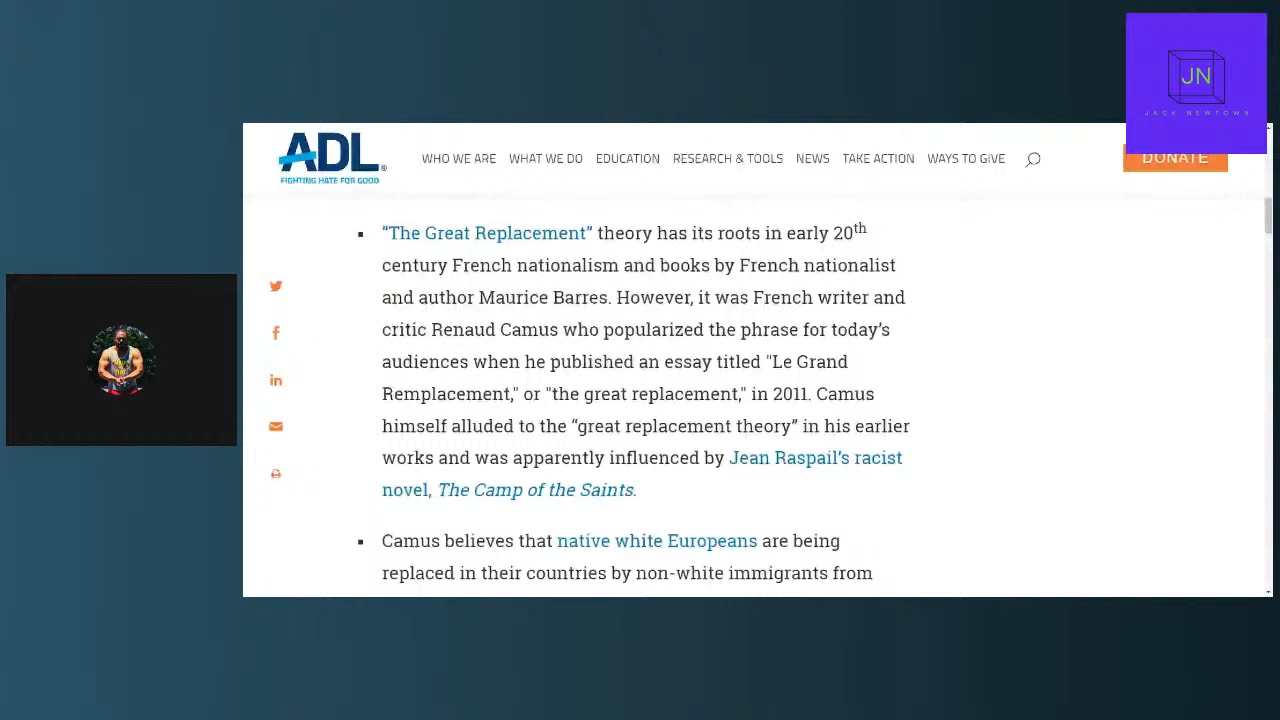 JN
JACK NEWTOWN
ADL®
FIGHTING HATE FOR GOOD
WHO WE ARE WHAT WE DO EDUCATION RESEARCH & TOOLS NEWS TAKE ACTION WAYS TO GIVE
DONATE
“The Great Replacement” theory has its roots in early 20th
century French nationalism and books by French nationalist
and author Maurice Barres. However, it was French writer and
critic Renaud Camus who popularized the phrase for today’s
audiences when he published an essay titled "Le Grand
Remplacement," or "the great replacement," in 2011. Camus
himself alluded to the “great replacement theory” in his earlier
works and was apparently influenced by Jean Raspail’s racist
novel, The Camp of the Saints.
Camus believes that native white Europeans are being
replaced in their countries by non-white immigrants from